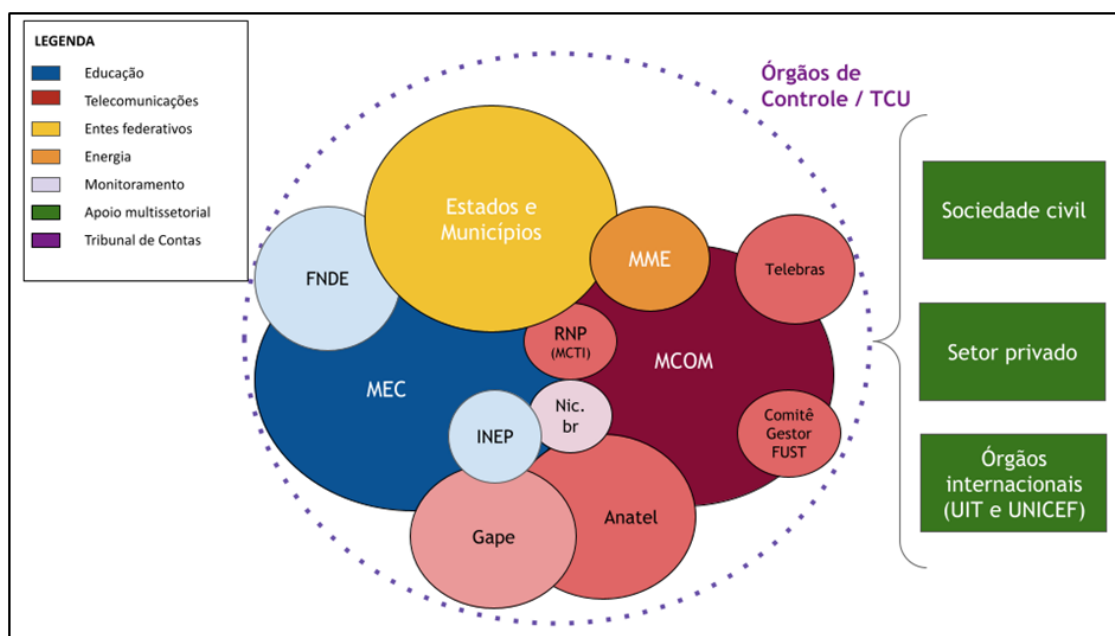 LEGENDA
Educação
Telecomunicações
Entes federativos
Energia
Monitoramento
Apoio multissetorial
Tribunal de Contas
Órgãos de
Controle / TCU
Estados e
Municípios
FNDE
MME
Telebras
RNP
(MCTI)
MCOM
MEC
Nic.
br
INEP
Comitê
Gestor
FUST
Gape
Anatel
Sociedade civil
Setor privado
Órgãos
internacionais
(UIT e UNICEF)